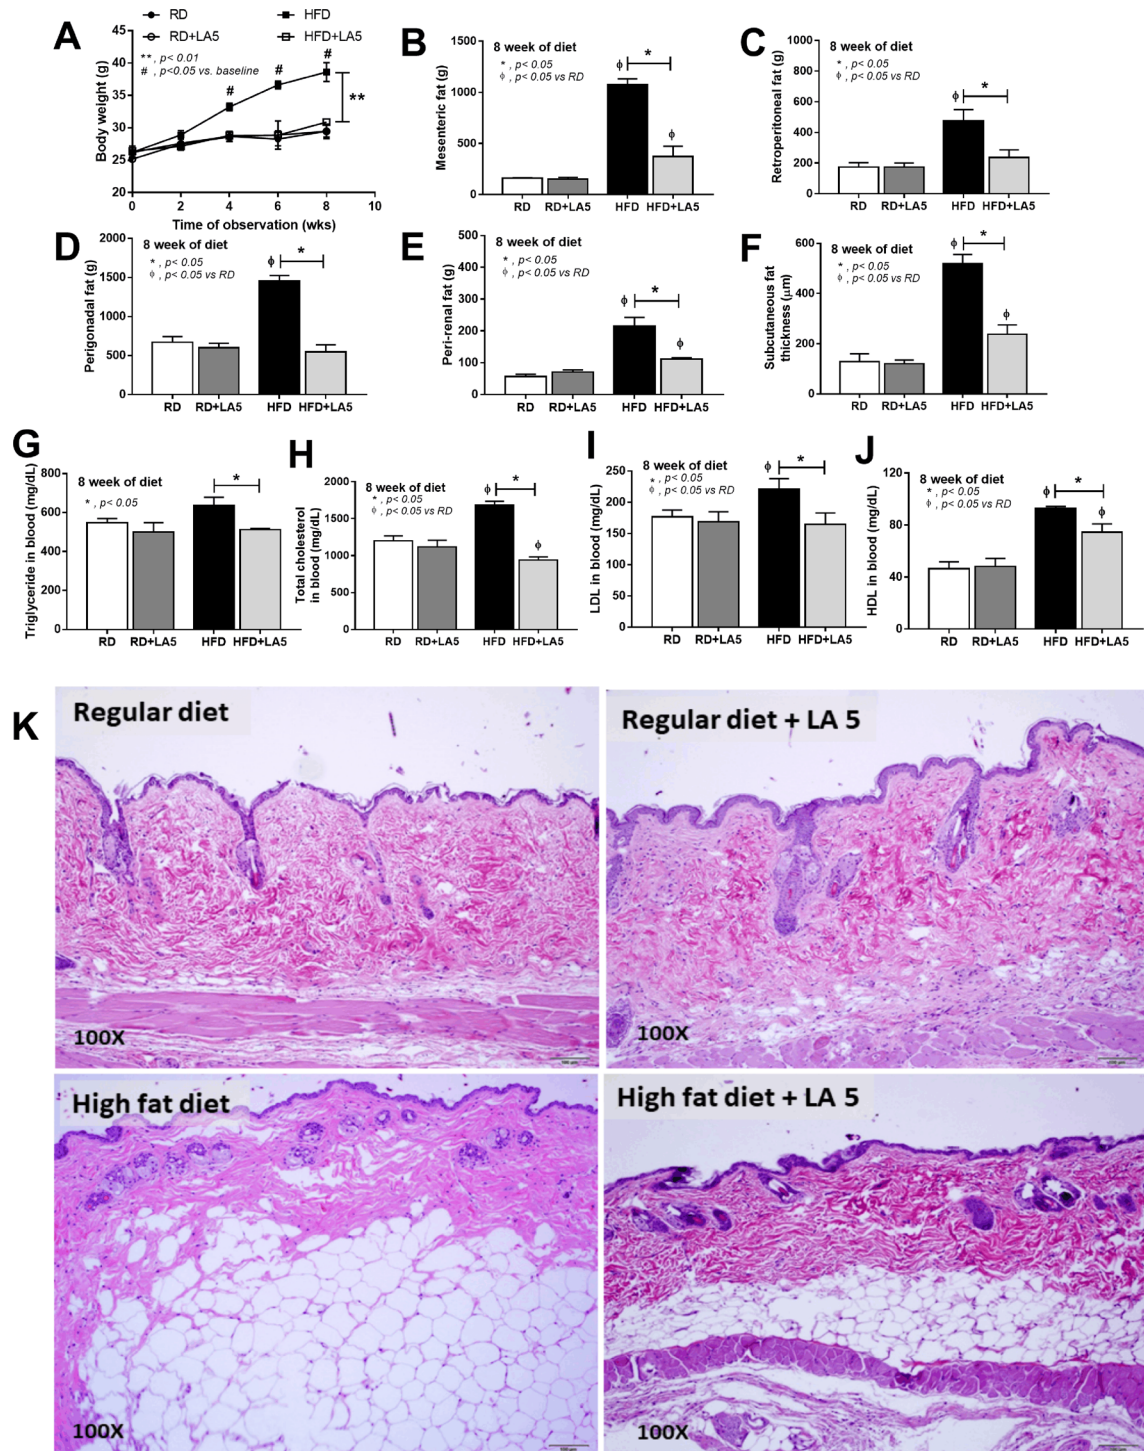 A
RD
HFD
RD+LA5
HFD+LA5
**, p< 0.01
#, p<0.05 vs. baseline
Body weight (g)
45
40
35
30
25
20
#
#
#
**
0 2 4 6 8 10
Time of observation (wks)
B
8 week of diet
*, p< 0.05
ϕ, p< 0.05 vs RD
Mesenteric fat (g)
1500
1000
500
0
ϕ
*
ϕ
RD RD+LA5 HFD HFD+LA5
C
8 week of diet
*, p< 0.05
ϕ, p< 0.05 vs RD
Retroperitoneal fat (g)
1000
800
600
400
200
0
ϕ
*
RD RD+LA5 HFD HFD+LA5
D
8 week of diet
*, p< 0.05
ϕ, p< 0.05 vs RD
Perigonadal fat (g)
2000
1500
1000
500
0
ϕ
*
RD RD+LA5 HFD HFD+LA5
E
8 week of diet
*, p< 0.05
ϕ, p< 0.05 vs RD
Peri-renal fat (g)
500
400
300
200
100
0
ϕ
*
ϕ
RD RD+LA5 HFD HFD+LA5
F
8 week of diet
*, p< 0.05
ϕ, p< 0.05 vs RD
Subcutaneous fat
thickness (μm)
600
400
200
0
ϕ
*
ϕ
RD RD+LA5 HFD HFD+LA5
G
8 week of diet
*, p< 0.05
Triglyceride in blood (mg/dL)
800
600
400
200
0
*
RD RD+LA5 HFD HFD+LA5
H
8 week of diet
*, p< 0.05
ϕ, p< 0.05 vs RD
Total cholesterol
in blood (mg/dL)
2000
1500
1000
500
0
ϕ
*
ϕ
RD RD+LA5 HFD HFD+LA5
I
8 week of diet
*, p< 0.05
ϕ, p< 0.05 vs RD
LDL in blood (mg/dL)
250
200
150
100
50
0
ϕ
*
RD RD+LA5 HFD HFD+LA5
J
8 week of diet
*, p< 0.05
ϕ, p< 0.05 vs RD
HDL in blood (mg/dL)
120
80
40
0
ϕ
*
ϕ
RD RD+LA5 HFD HFD+LA5
K
Regular diet
100X
Regular diet + LA 5
100X
High fat diet
100X
High fat diet + LA 5
100X